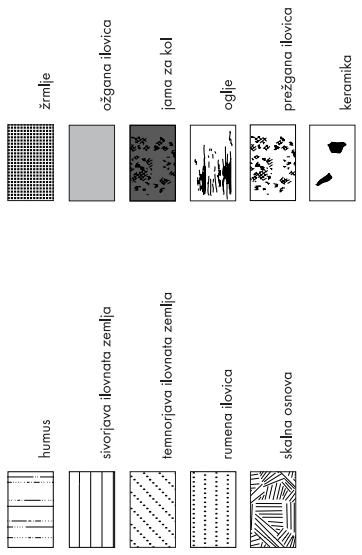 humus
sivorjava ilovnata zemlja
temnorjava ilovnata zemlja
rumena ilovica
skalna osnova
žrmlje
ožgana ilovica
jama za kol
oglje
prežgana ilovica
keramika